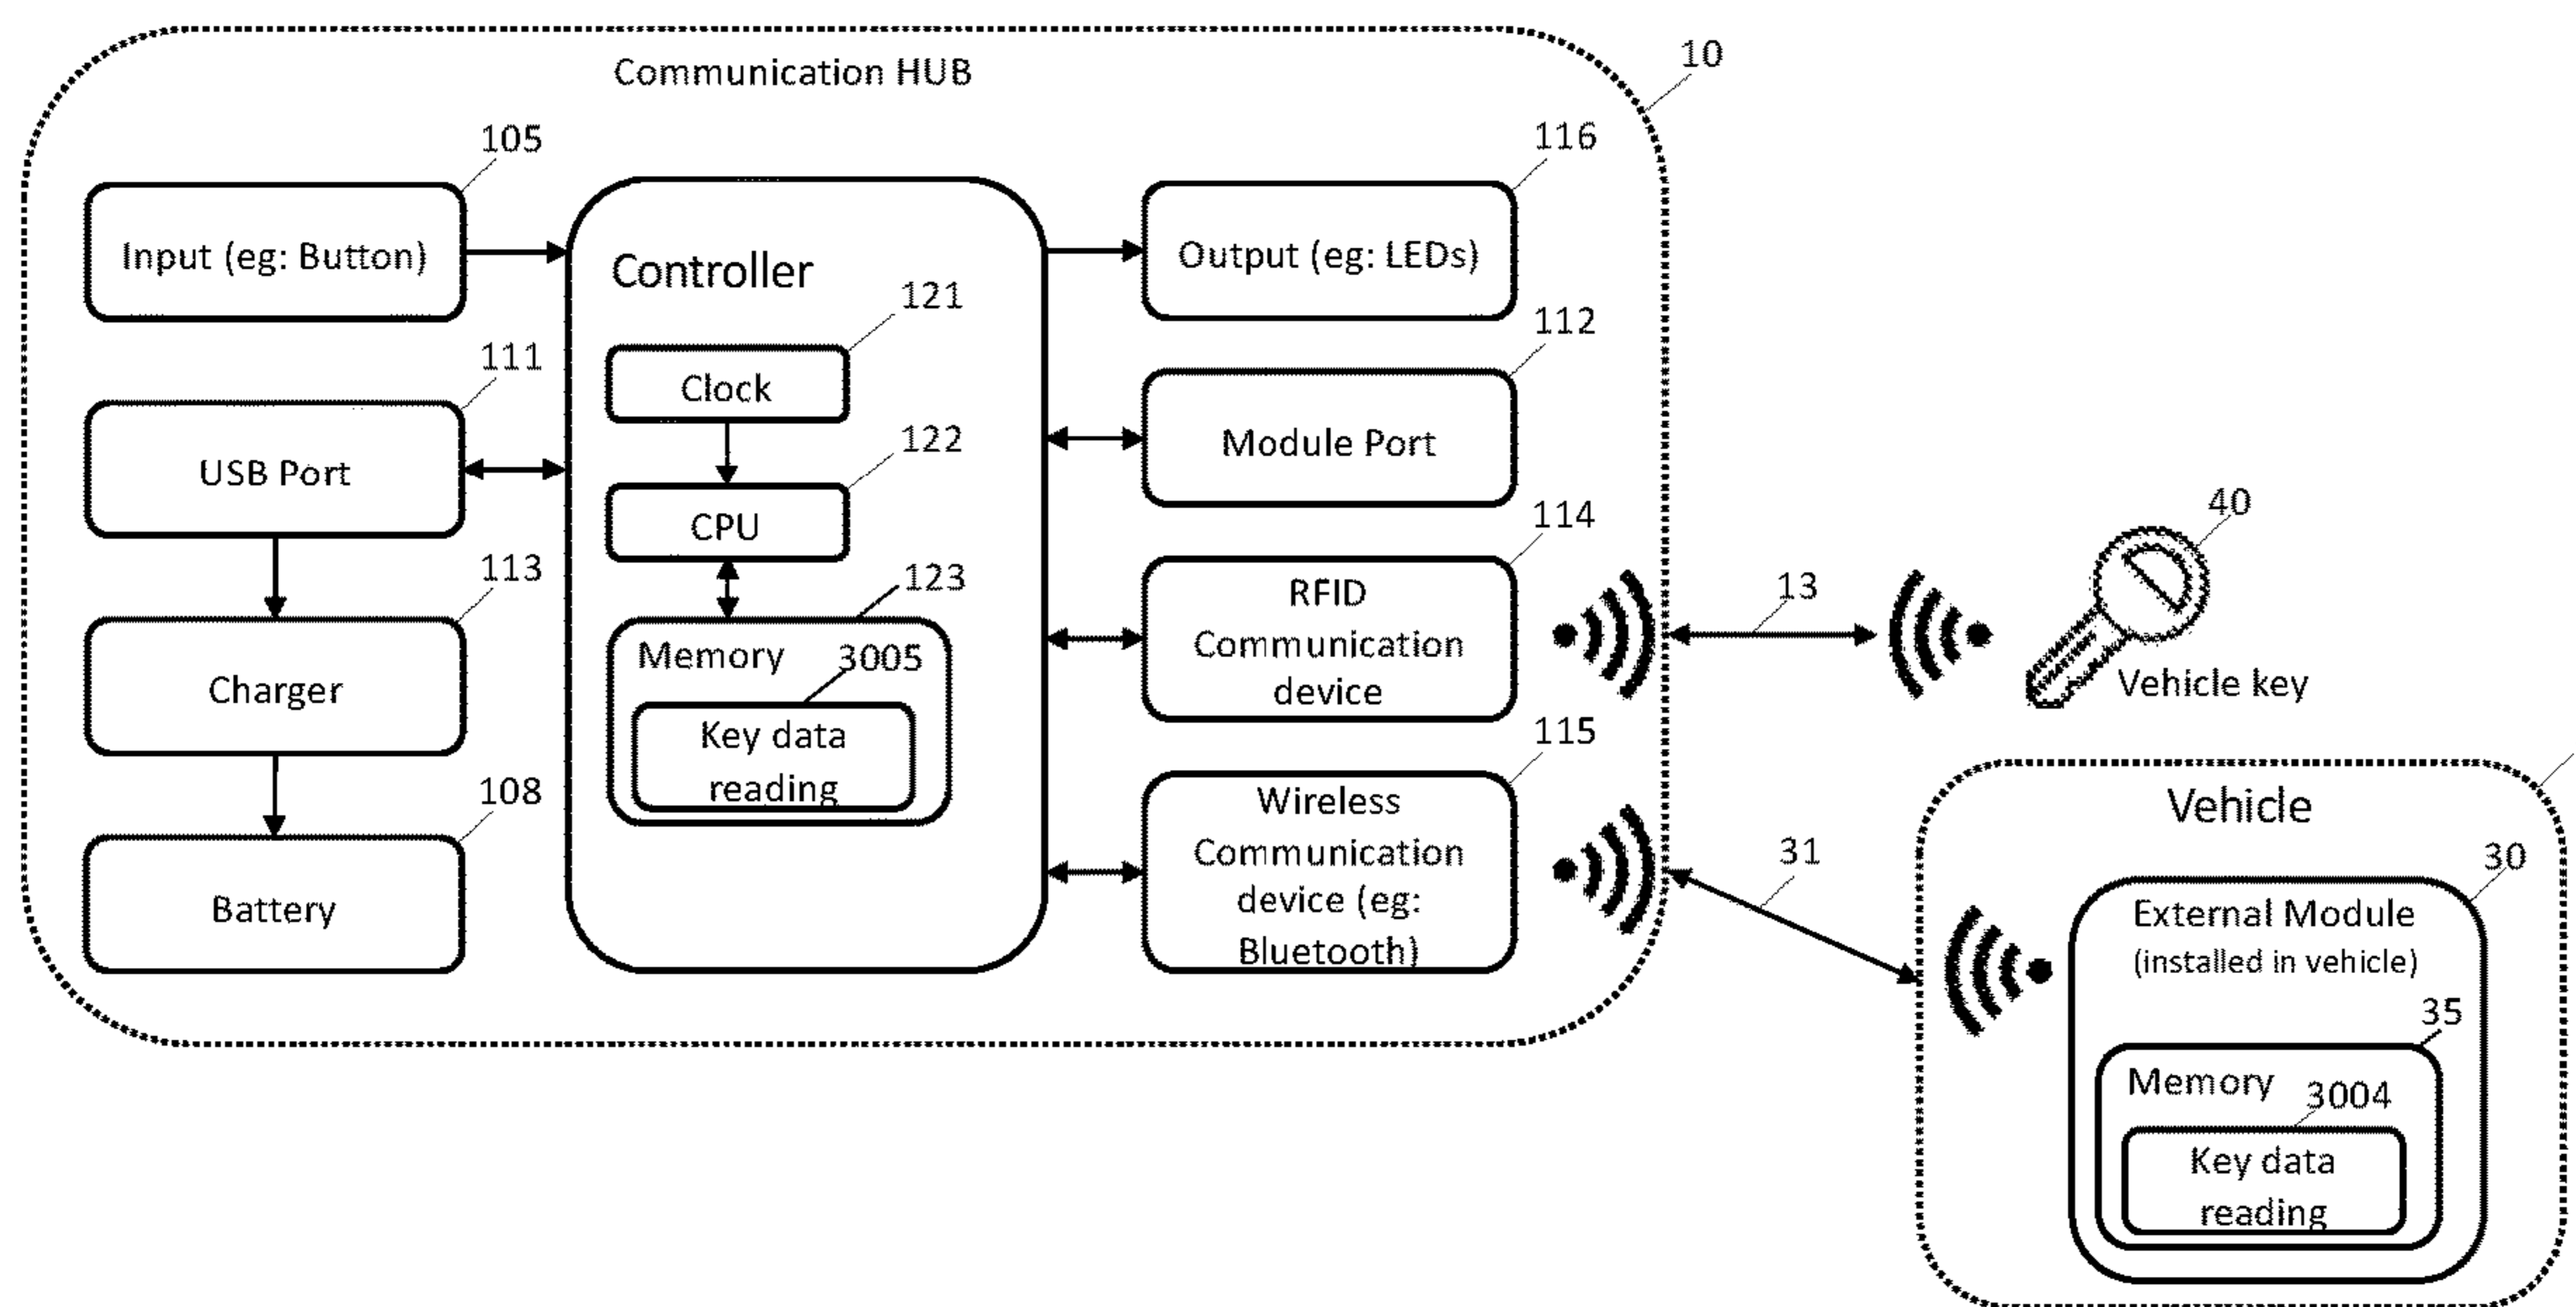 Communication HUB
10
105
Input (eg: Button)
111
USB Port
113
Charger
108
Battery
Controller
121
Clock
122
CPU
123
Memory
3005
Key data
reading
116
Output (eg: LEDs)
112
Module Port
114
RFID
Communication
device
115
Wireless
Communication
device (eg:
Bluetooth)
13
40
Vehicle key
31
Vehicle
30
External Module
(installed in vehicle)
35
Memory
3004
Key data
reading